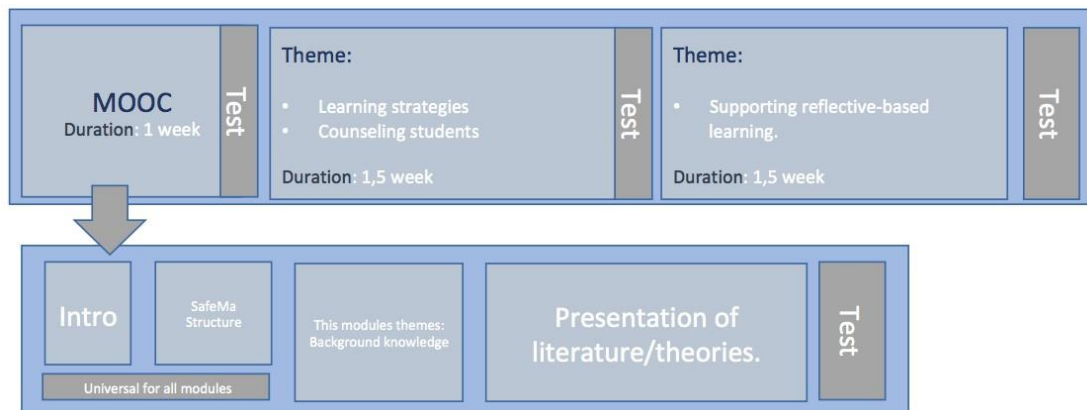 MOOC
Duration: 1 week
Test
Theme:
• Learning strategies
• Counseling students
Duration: 1,5 week
Test
Theme:
• Supporting reflective-based
learning.
Duration: 1,5 week
Test
Intro
SafeMa
Structure
Universal for all modules
This modules themes:
Background knowledge
Presentation of
literature/theories.
Test